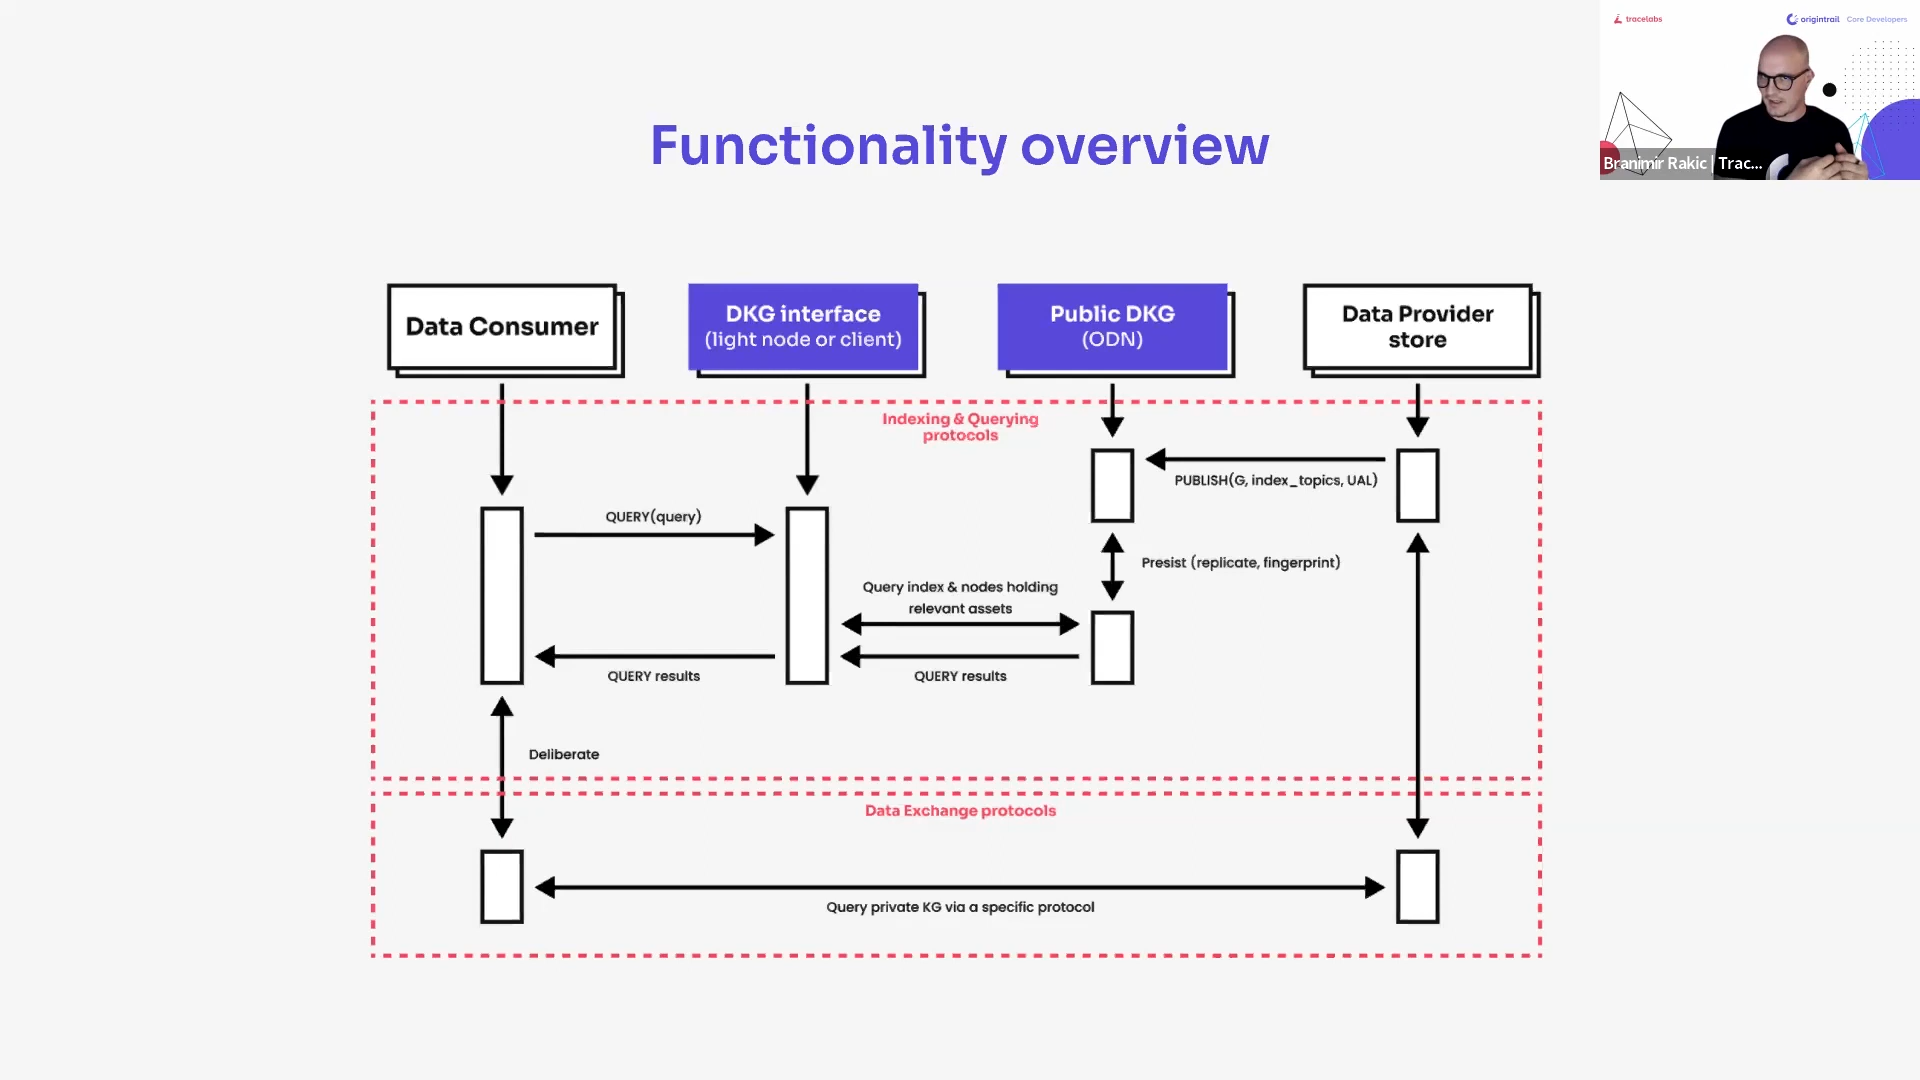 tracelabs
origintrail Core Developers
Branimir Rakic | Trac...
Functionality overview
Data Consumer
DKG interface
(light node or client)
Public DKG
(ODN)
Data Provider
store
Indexing & Querying
protocols
PUBLISH(G, index_topics, UAL)
QUERY(query)
Presist (replicate, fingerprint)
Query index & nodes holding
relevant assets
QUERY results
QUERY results
Deliberate
Data Exchange protocols
Query private KG via a specific protocol